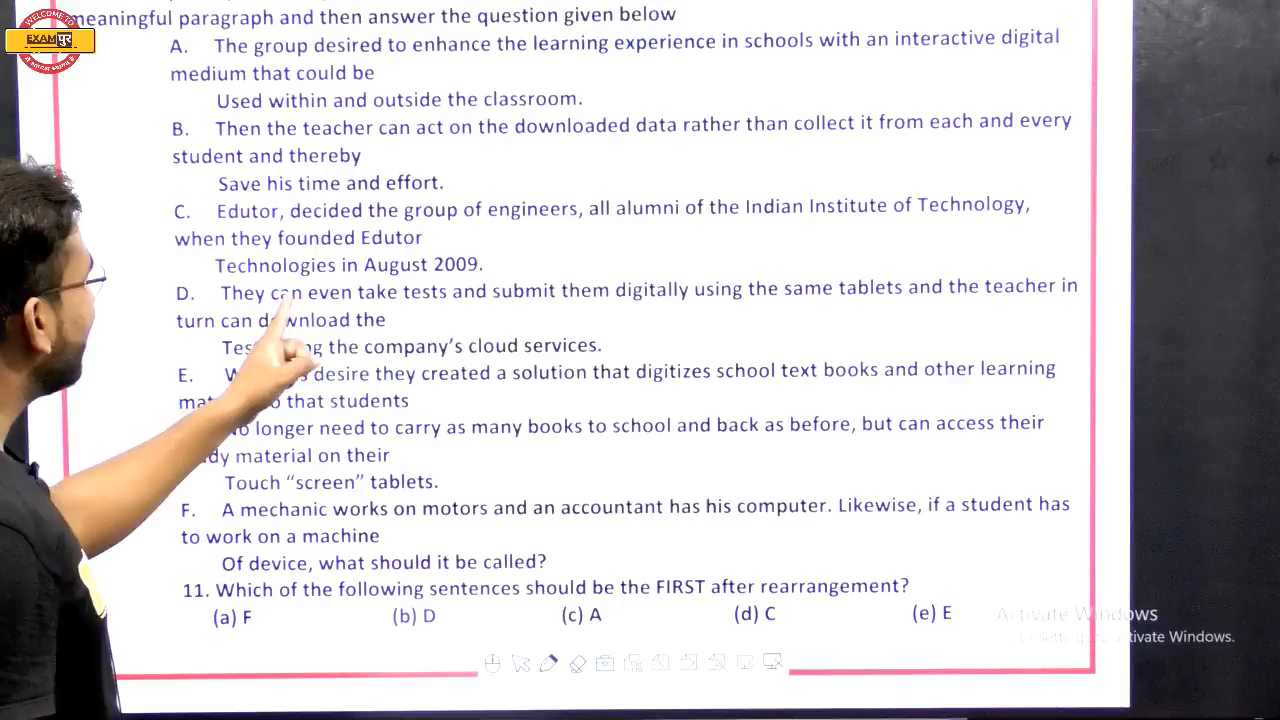 meaningful paragraph and then answer the question given below
WELCOME TO
EXAM पुर
A. The group desired to enhance the learning experience in schools with an interactive digital
medium that could be
Used within and outside the classroom.
B. Then the teacher can act on the downloaded data rather than collect it from each and every
student and thereby
Save his time and effort.
C. Edutor, decided the group of engineers, all alumni of the Indian Institute of Technology,
when they founded Edutor
Technologies in August 2009.
D. They can even take tests and submit them digitally using the same tablets and the teacher in
turn can download the
the company's cloud services.
E. desire they created a solution that digitizes school text books and other learning
that students
longer need to carry as many books to school and back as before, but can access their
material on their
Touch “screen” tablets.
F. A mechanic works on motors and an accountant has his computer. Likewise, if a student has
to work on a machine
Of device, what should it be called?
11. Which of the following sentences should be the FIRST after rearrangement?
(a) F (b) D (c) A (d) C (e) E
Activate Windows
Windows.